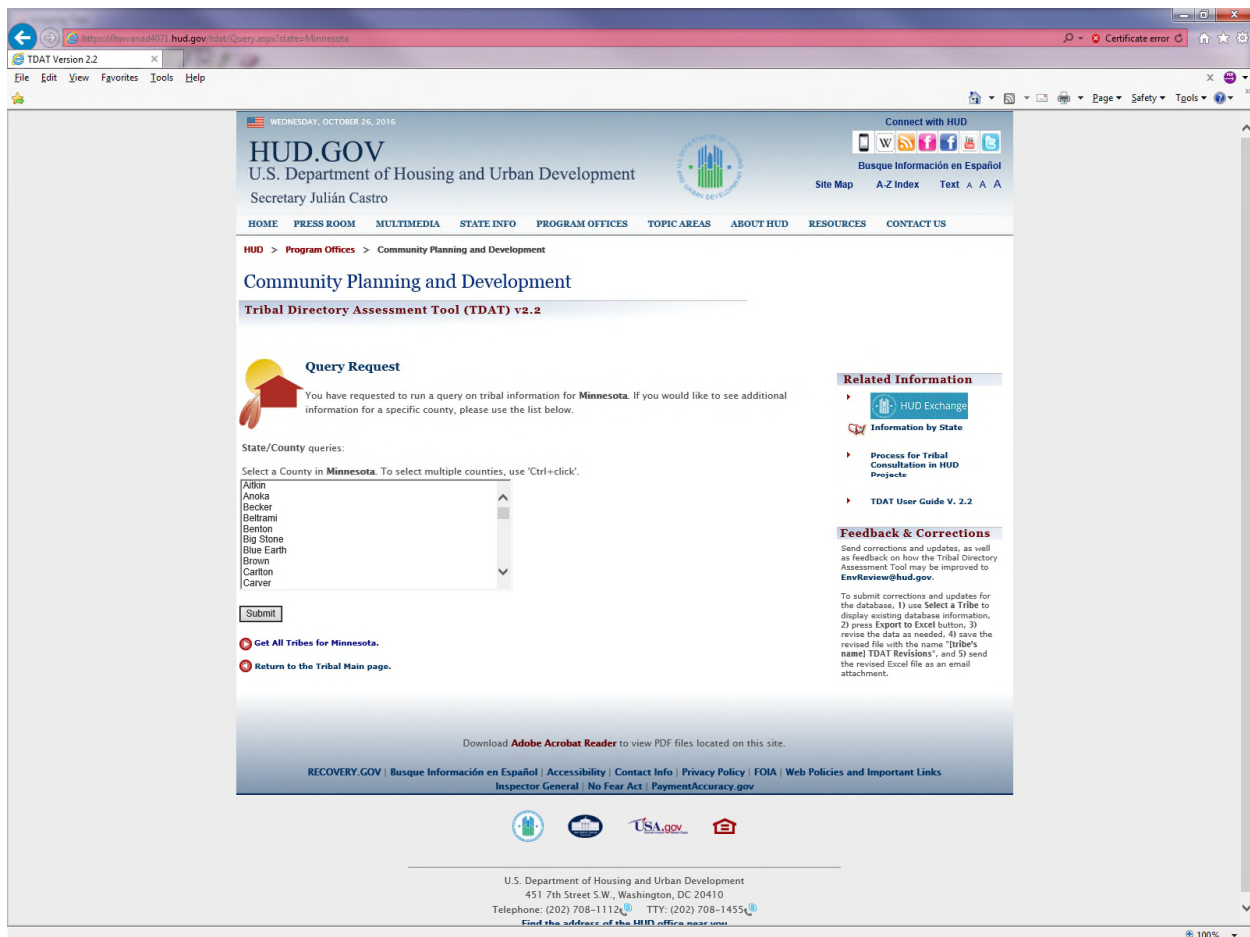 https://hwvanad4071.hud.gov/tdat/Query.aspx?state=Minnesota
Certificate error
TDAT Version 2.2
File Edit View Favorites Tools Help
Page Safety Tools
WEDNESDAY, OCTOBER 26, 2016
Connect with HUD
HUD.GOV
U.S. Department of Housing and Urban Development
Secretary Julián Castro
Busque Información en Español
Site Map A-Z Index Text A A A
HOME PRESS ROOM MULTIMEDIA STATE INFO PROGRAM OFFICES TOPIC AREAS ABOUT HUD RESOURCES CONTACT US
HUD > Program Offices > Community Planning and Development
Community Planning and Development
Tribal Directory Assessment Tool (TDAT) v2.2
Query Request
You have requested to run a query on tribal information for Minnesota. If you would like to see additional
information for a specific county, please use the list below.
State/County queries:
Select a County in Minnesota. To select multiple counties, use 'Ctrl+click'.
Aitkin
Anoka
Becker
Beltrami
Benton
Big Stone
Blue Earth
Brown
Carlton
Carver
Submit
Get All Tribes for Minnesota.
Return to the Tribal Main page.
Related Information
HUD Exchange
Information by State
Process for Tribal
Consultation in HUD
Projects
TDAT User Guide V. 2.2
Feedback & Corrections
Send corrections and updates, as well
as feedback on how the Tribal Directory
Assessment Tool may be improved to
EnvReview@hud.gov.
To submit corrections and updates for
the database, 1) use Select a Tribe to
display existing database information,
2) press Export to Excel button, 3)
revise the data as needed, 4) save the
revised file with the name "[tribe's
name] TDAT Revisions", and 5) send
the revised Excel file as an email
attachment.
Download Adobe Acrobat Reader to view PDF files located on this site.
RECOVERY.GOV | Busque Información en Español | Accessibility | Contact Info | Privacy Policy | FOIA | Web Policies and Important Links
Inspector General | No Fear Act | PaymentAccuracy.gov
USA.gov
U.S. Department of Housing and Urban Development
451 7th Street S.W., Washington, DC 20410
Telephone: (202) 708-1112 TTY: (202) 708-1455
Find the address of the HUD office near you
100%